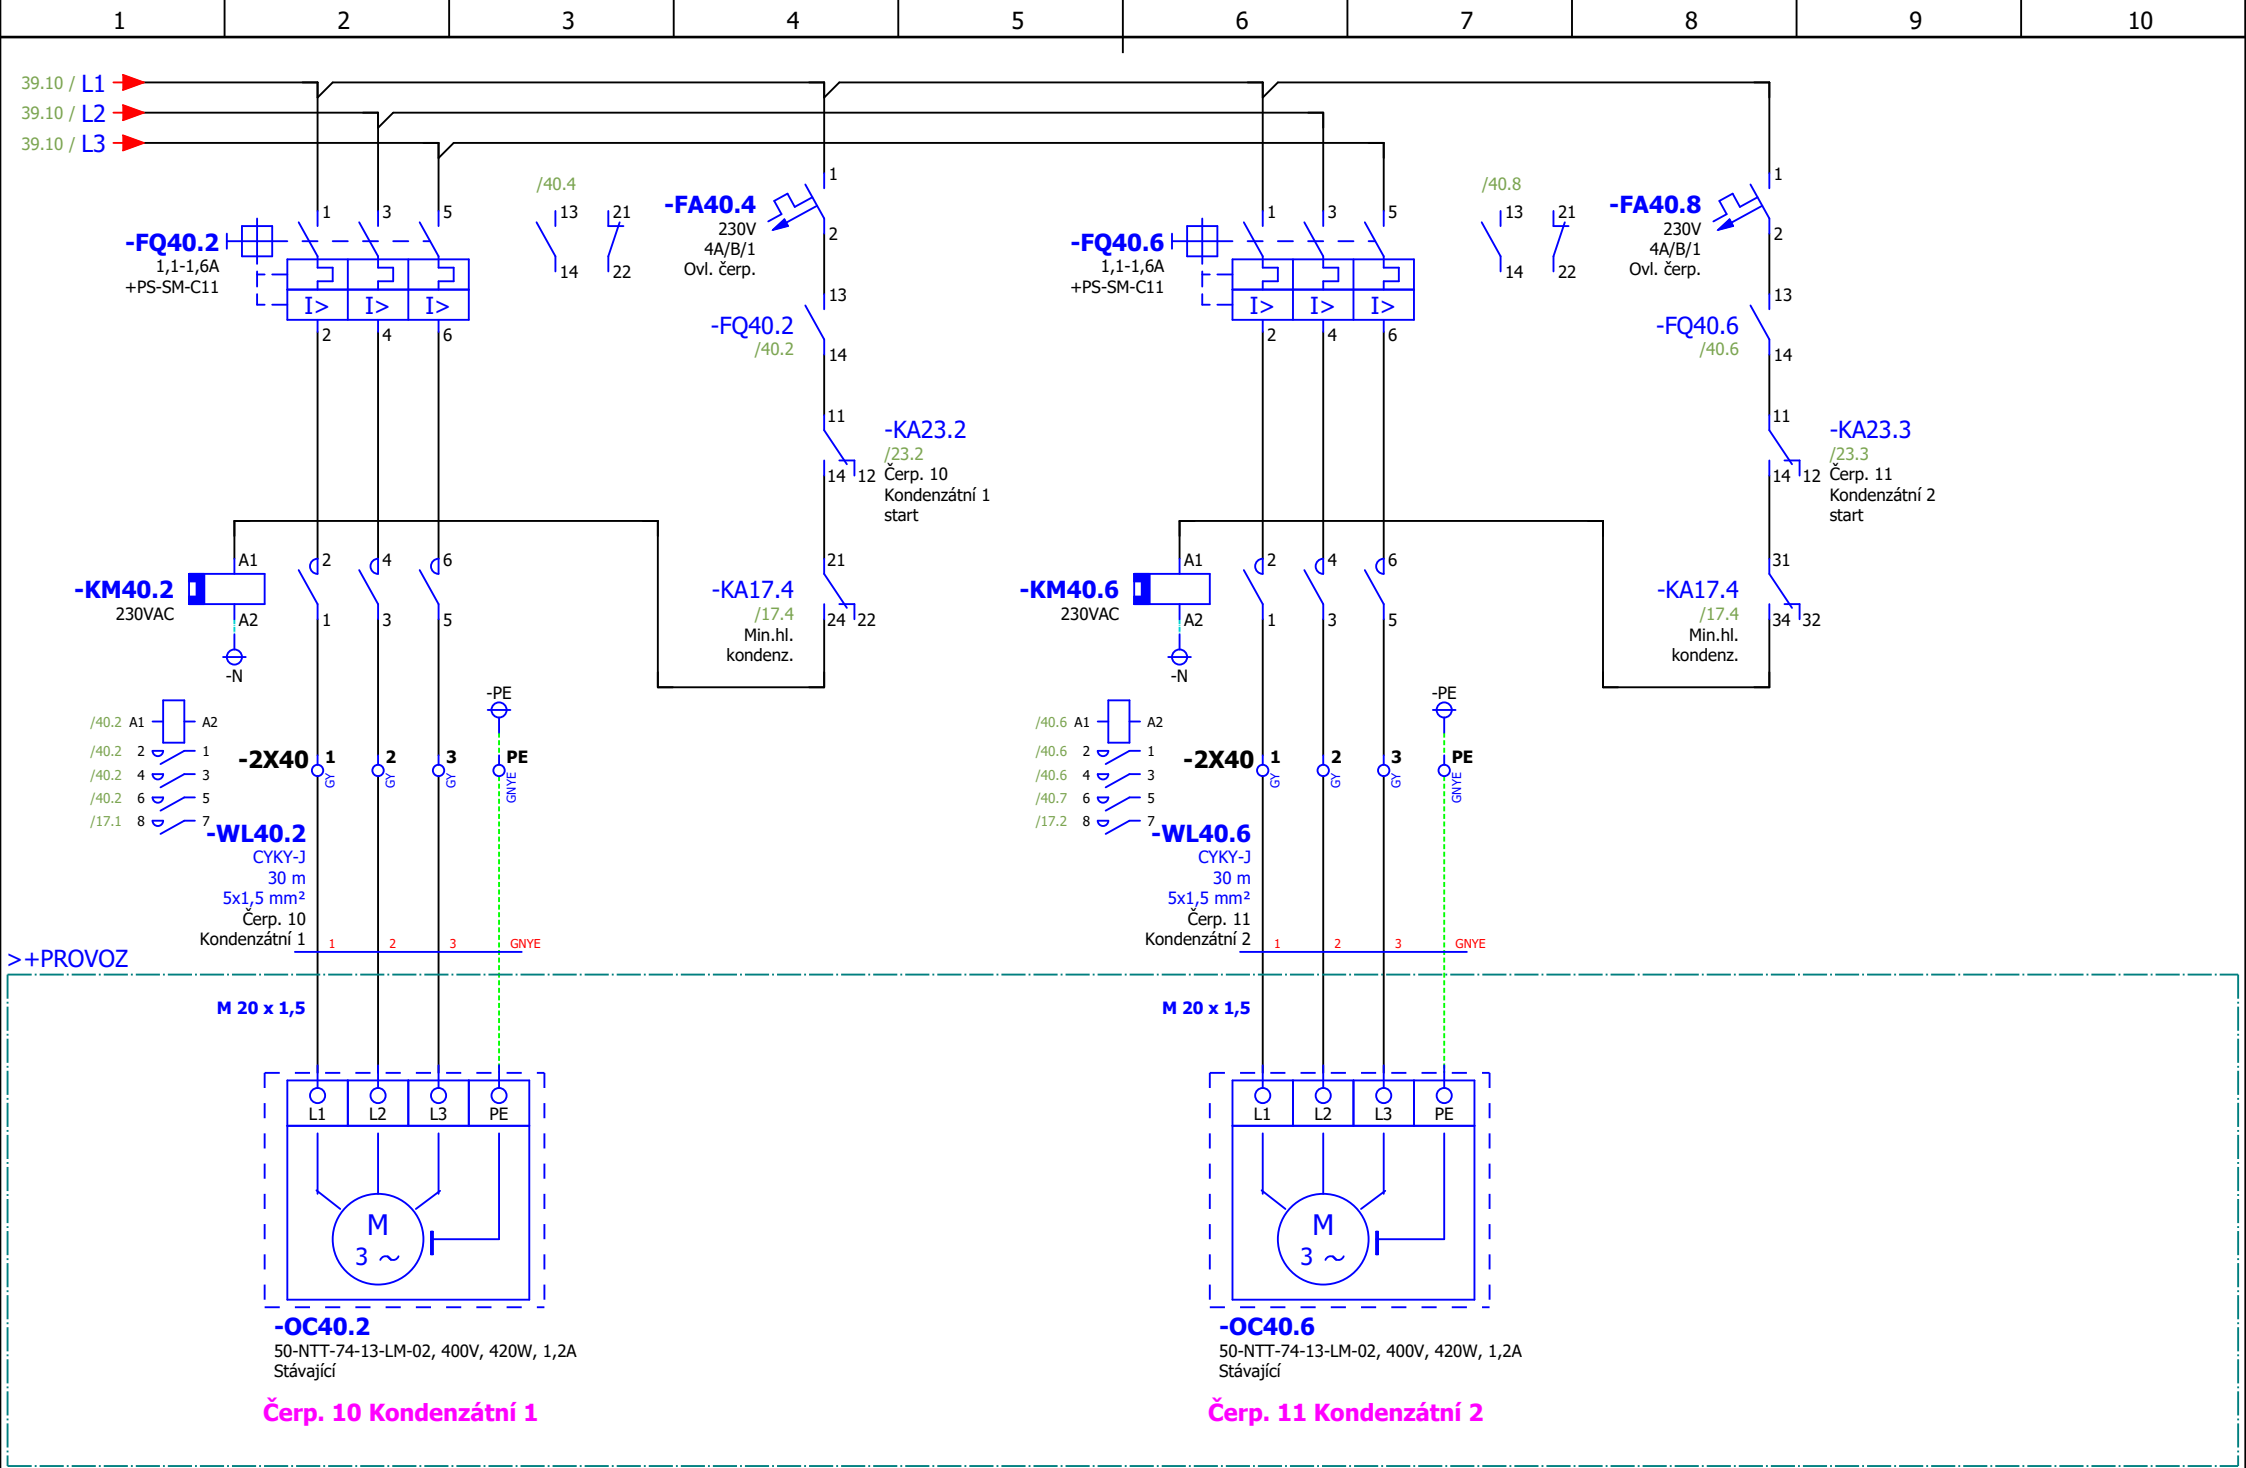 1 2 3 4 5 6 7 8 9 10
39.10 / L1
39.10 / L2
39.10 / L3
-FQ40.2
1,1-1,6A
+PS-SM-C11
1 3 5
I> I> I>
2 4 6
/40.4
13 21
14 22
-FA40.4
230V
4A/B/1
Ovl. čerp.
1
2
-FQ40.2
/40.2
13
14
11
14 12
-KA23.2
/23.2
Čerp. 10
Kondenzátní 1
start
-KA17.4
/17.4
Min.hl.
kondenz.
21
24 22
-KM40.2
230VAC
A1
A2
-N
2 4 6
1 3 5
/40.2 A1 A2
/40.2 2 1
/40.2 4 3
/40.2 6 5
/17.1 8 7
-2X40 1 2 3 PE
-PE
GY GY GY GNYE
-WL40.2
CYKY-J
30 m
5x1,5 mm²
Čerp. 10
Kondenzátní 1
1 2 3 GNYE
-FQ40.6
1,1-1,6A
+PS-SM-C11
1 3 5
I> I> I>
2 4 6
/40.8
13 21
14 22
-FA40.8
230V
4A/B/1
Ovl. čerp.
1
2
-FQ40.6
/40.6
13
14
11
14 12
-KA23.3
/23.3
Čerp. 11
Kondenzátní 2
start
-KA17.4
/17.4
Min.hl.
kondenz.
31
34 32
-KM40.6
230VAC
A1
A2
-N
2 4 6
1 3 5
/40.6 A1 A2
/40.6 2 1
/40.6 4 3
/40.7 6 5
/17.2 8 7
-2X40 1 2 3 PE
-PE
GY GY GY GNYE
-WL40.6
CYKY-J
30 m
5x1,5 mm²
Čerp. 11
Kondenzátní 2
1 2 3 GNYE
>+PROVOZ
M 20 x 1,5
L1 L2 L3 PE
M
3 ~
-OC40.2
50-NTT-74-13-LM-02, 400V, 420W, 1,2A
Stávající
Čerp. 10 Kondenzátní 1
M 20 x 1,5
L1 L2 L3 PE
M
3 ~
-OC40.6
50-NTT-74-13-LM-02, 400V, 420W, 1,2A
Stávající
Čerp. 11 Kondenzátní 2